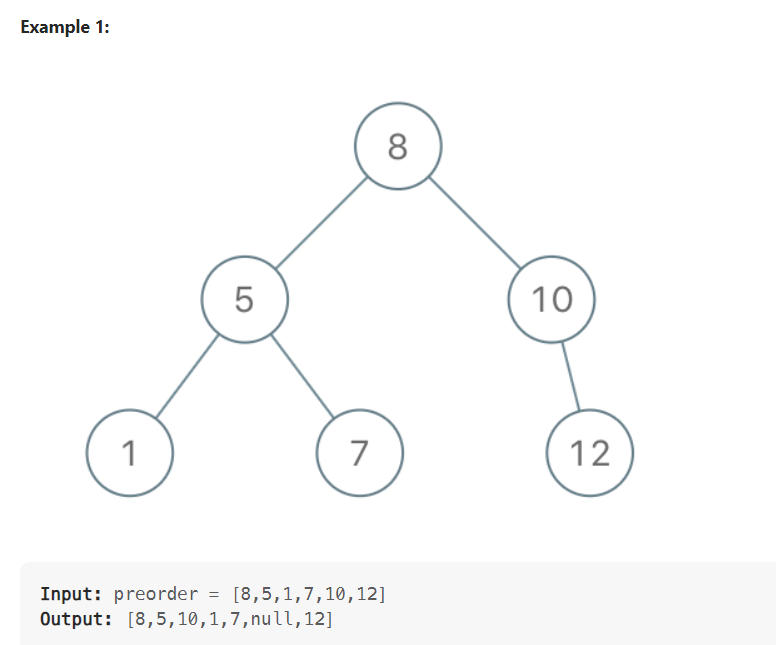 Example 1:
8
5 10
1 7 12
Input: preorder = [8,5,1,7,10,12]
Output: [8,5,10,1,7,null,12]